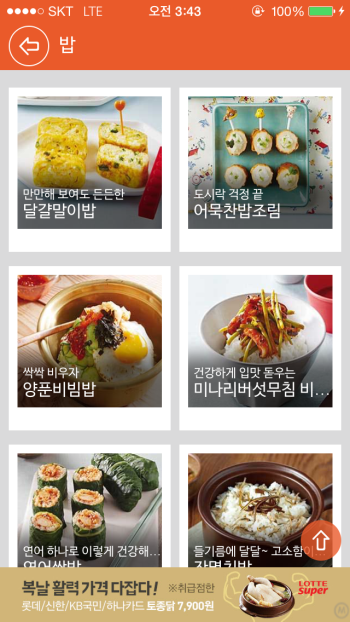 SKT LTE 오전 3:43 100%
밥
만만해 보여도 든든한
달걀말이밥
도시락 걱정 끝
어묵찬밥조림
싹싹 비우자
양푼비빔밥
건강하게 입맛 돋우는
미나리버섯무침 비...
연어 하나로 이렇게 건강해...
연어쌈밥
들기름에 달달~ 고소함이...
복날 활력 가격 다잡다! ※취급점한
롯데/신한/KB국민/하나카드 토종닭 7,900원
LOTTE
super